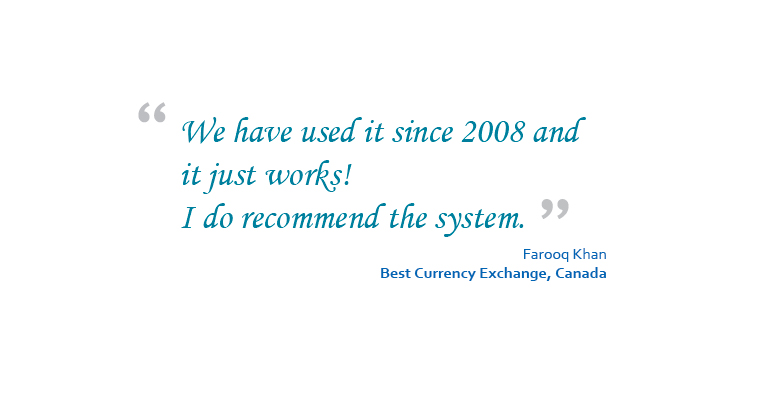 “ We have used it since 2008 and
it just works!
I do recommend the system. ”
Farooq Khan
Best Currency Exchange, Canada